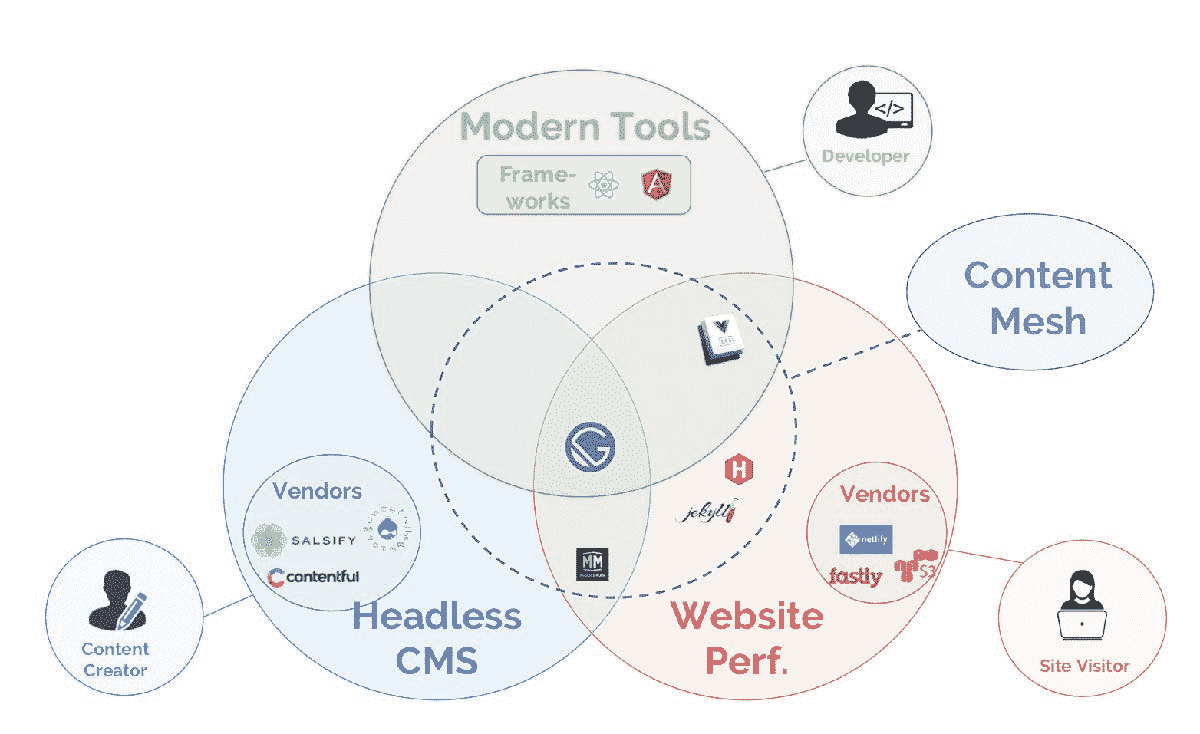 Modern Tools
Frame-
works
</>
Developer
Content
Mesh
H
jekyll
Vendors
SALSIFY
contentful
Vendors
netlify
fastly
S3
MM
Headless
CMS
Website
Perf.
Content
Creator
Site Visitor